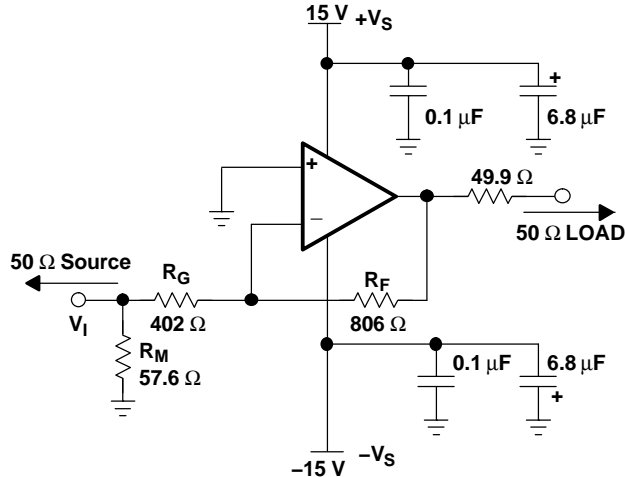 15 V +VS
+
0.1 µF
6.8 µF
+
−
49.9 Ω
50 Ω LOAD
50 Ω Source
RG
RF
VI
402 Ω
806 Ω
RM
57.6 Ω
0.1 µF
6.8 µF
+
−15 V −VS